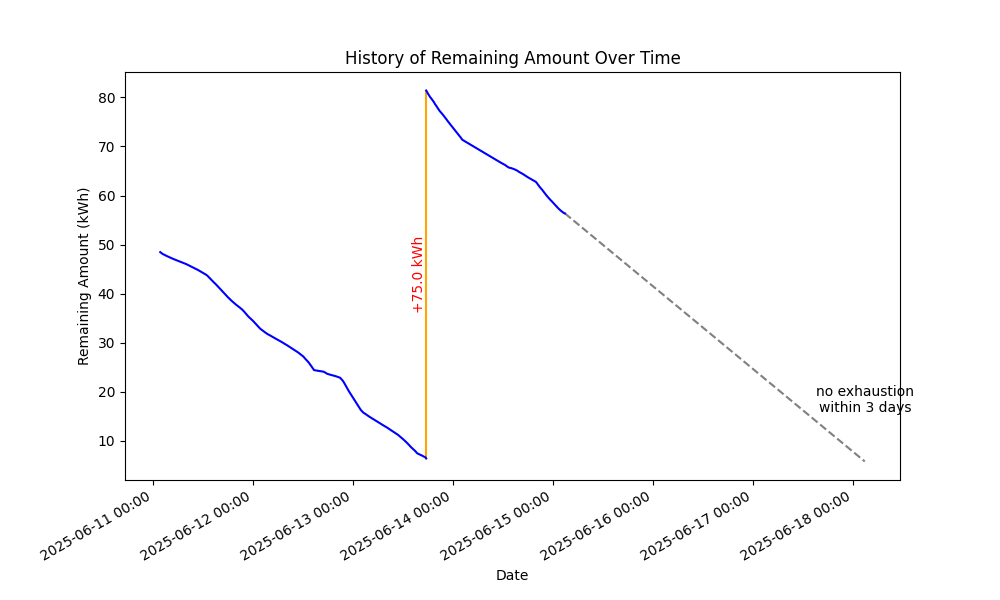 History of Remaining Amount Over Time
Remaining Amount (kWh)
80
70
60
50
40
30
20
10
+75.0 kWh
no exhaustion
within 3 days
2025-06-11 00:00
2025-06-12 00:00
2025-06-13 00:00
2025-06-14 00:00
2025-06-15 00:00
2025-06-16 00:00
2025-06-17 00:00
2025-06-18 00:00
Date